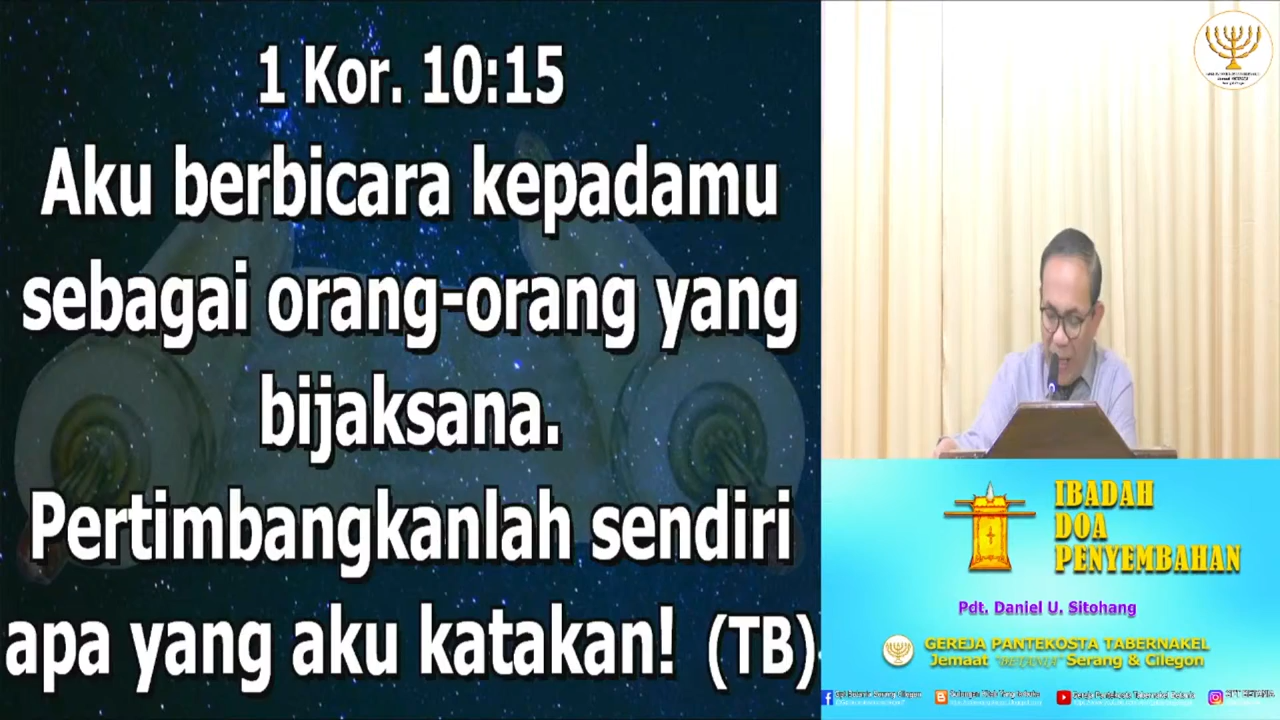 1 Kor. 10:15
Aku berbicara kepadamu
sebagai orang-orang yang
bijaksana.
Pertimbangkanlah sendiri
apa yang aku katakan! (TB)
IBADAH
DOA
PENYEMBAHAN
Pdt. Daniel U. Sitohang
GEREJA PANTEKOSTA TABERNAKEL
Jemaat "BETANIA" Serang & Cilegon